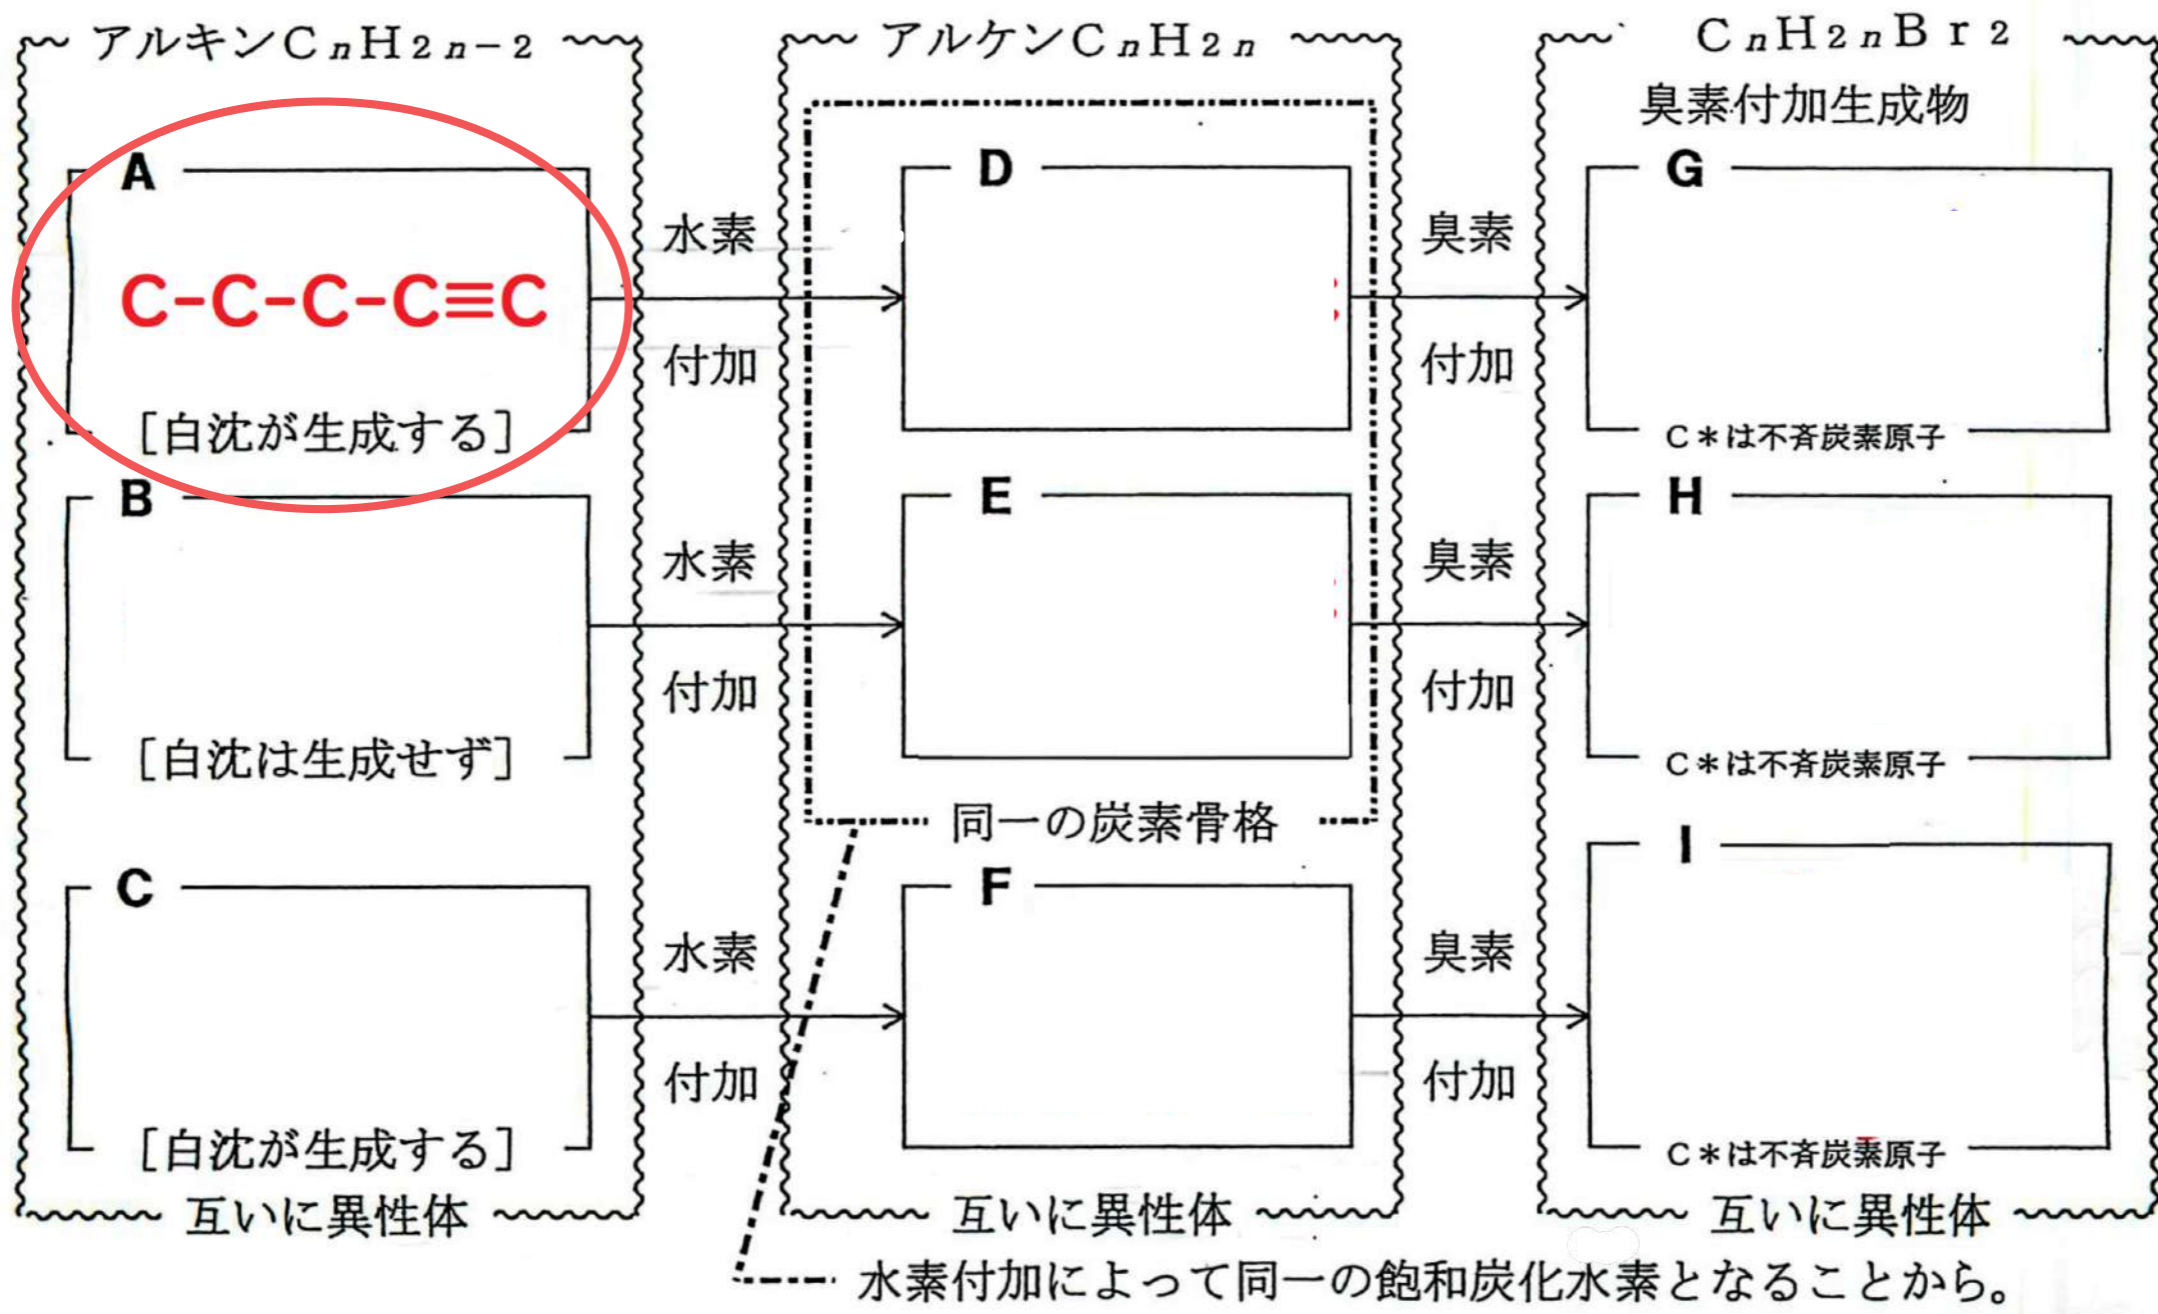 アルキンCnH2n-2
アルケンCnH2n
CnH2nBr2
臭素付加生成物
A
C-C-C-C≡C
[白沈が生成する]
水素
付加
D
臭素
付加
G
C*は不斉炭素原子
B
[白沈は生成せず]
水素
付加
E
臭素
付加
H
C*は不斉炭素原子
同一の炭素骨格
C
[白沈が生成する]
水素
付加
F
臭素
付加
I
C*は不斉炭素原子
互いに異性体
互いに異性体
互いに異性体
水素付加によって同一の飽和炭化水素となることから。